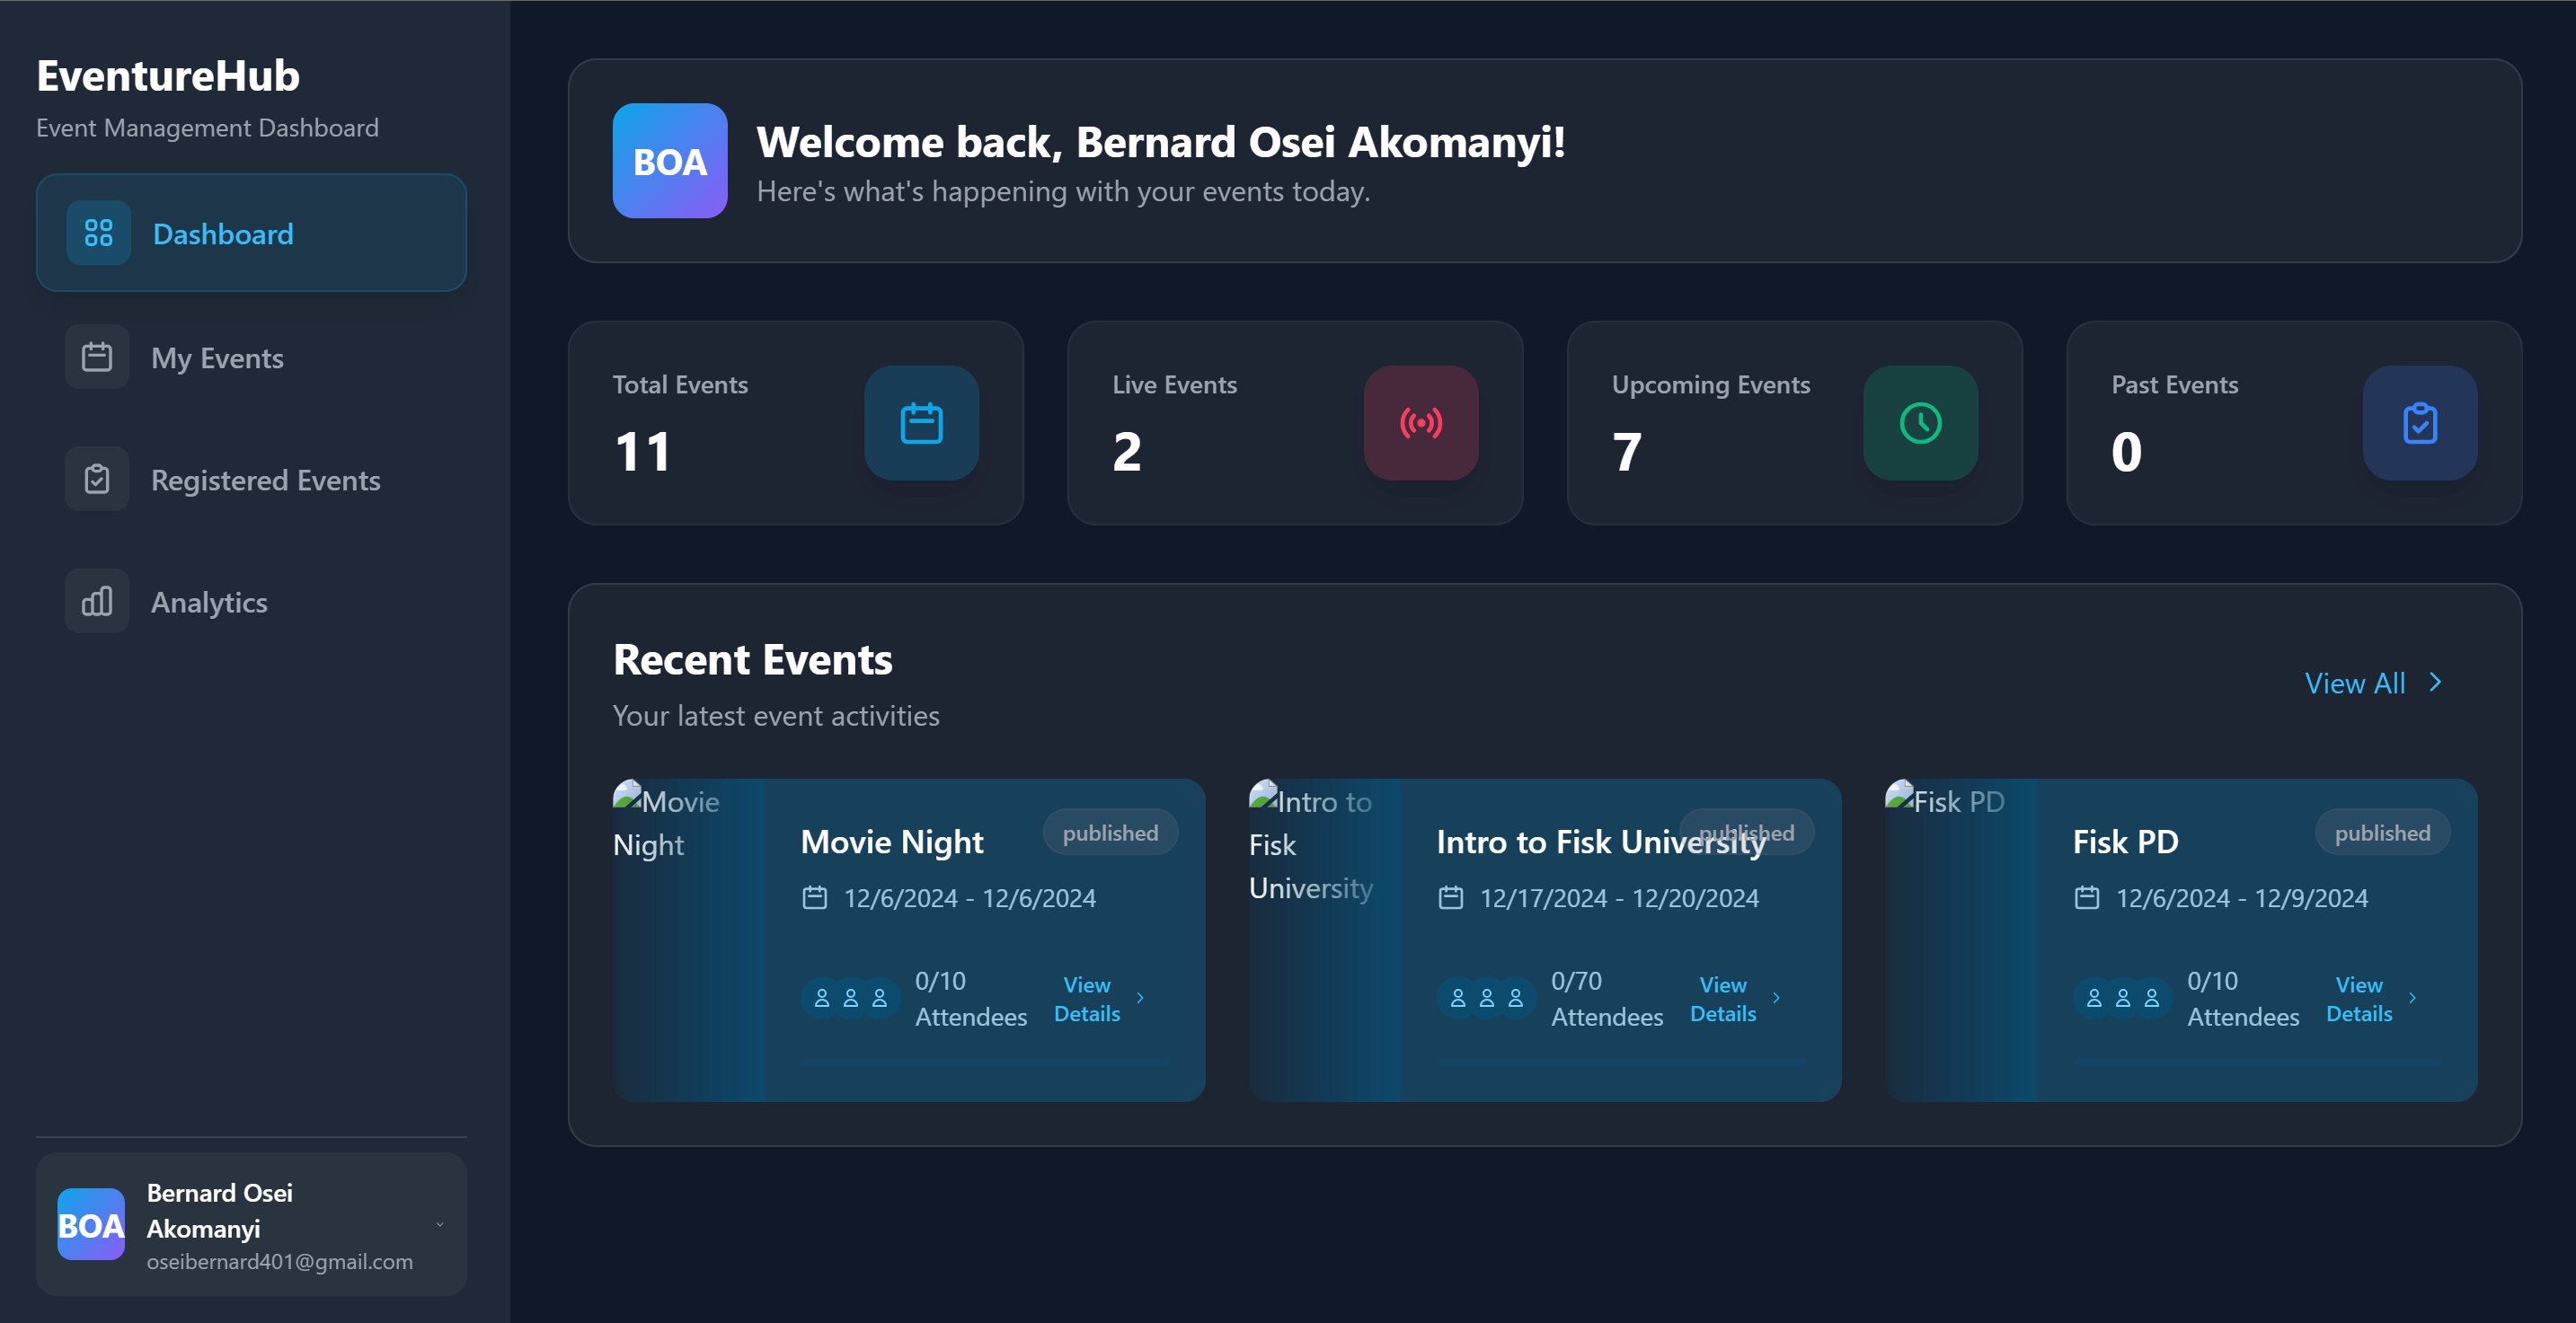 EventureHub
Event Management Dashboard
Dashboard
My Events
Registered Events
Analytics
Bernard Osei
Akomanyi
oseibernard401@gmail.com
BOA
BOA
Welcome back, Bernard Osei Akomanyi!
Here's what's happening with your events today.
Total Events
11
Live Events
2
Upcoming Events
7
Past Events
0
Recent Events
Your latest event activities
View All
Movie
Night
Movie Night
published
12/6/2024 - 12/6/2024
0/10
Attendees
View
Details
Intro to
Fisk
University
Intro to Fisk University
published
12/17/2024 - 12/20/2024
0/70
Attendees
View
Details
Fisk PD
Fisk PD
published
12/6/2024 - 12/9/2024
0/10
Attendees
View
Details